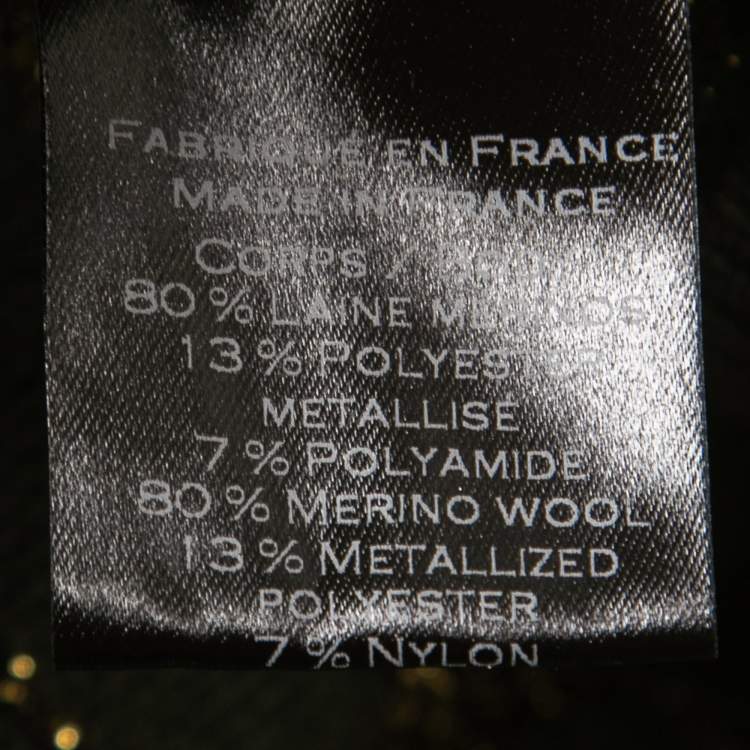 FABRIQUÉ EN FRANCE
MADE IN FRANCE
CORPS / BODY
80 % LAINE MERINOS
13 % POLYESTER
METALLISÉ
7 % POLYAMIDE
80 % MERINO WOOL
13 % METALLIZED
POLYESTER
7 % NYLON